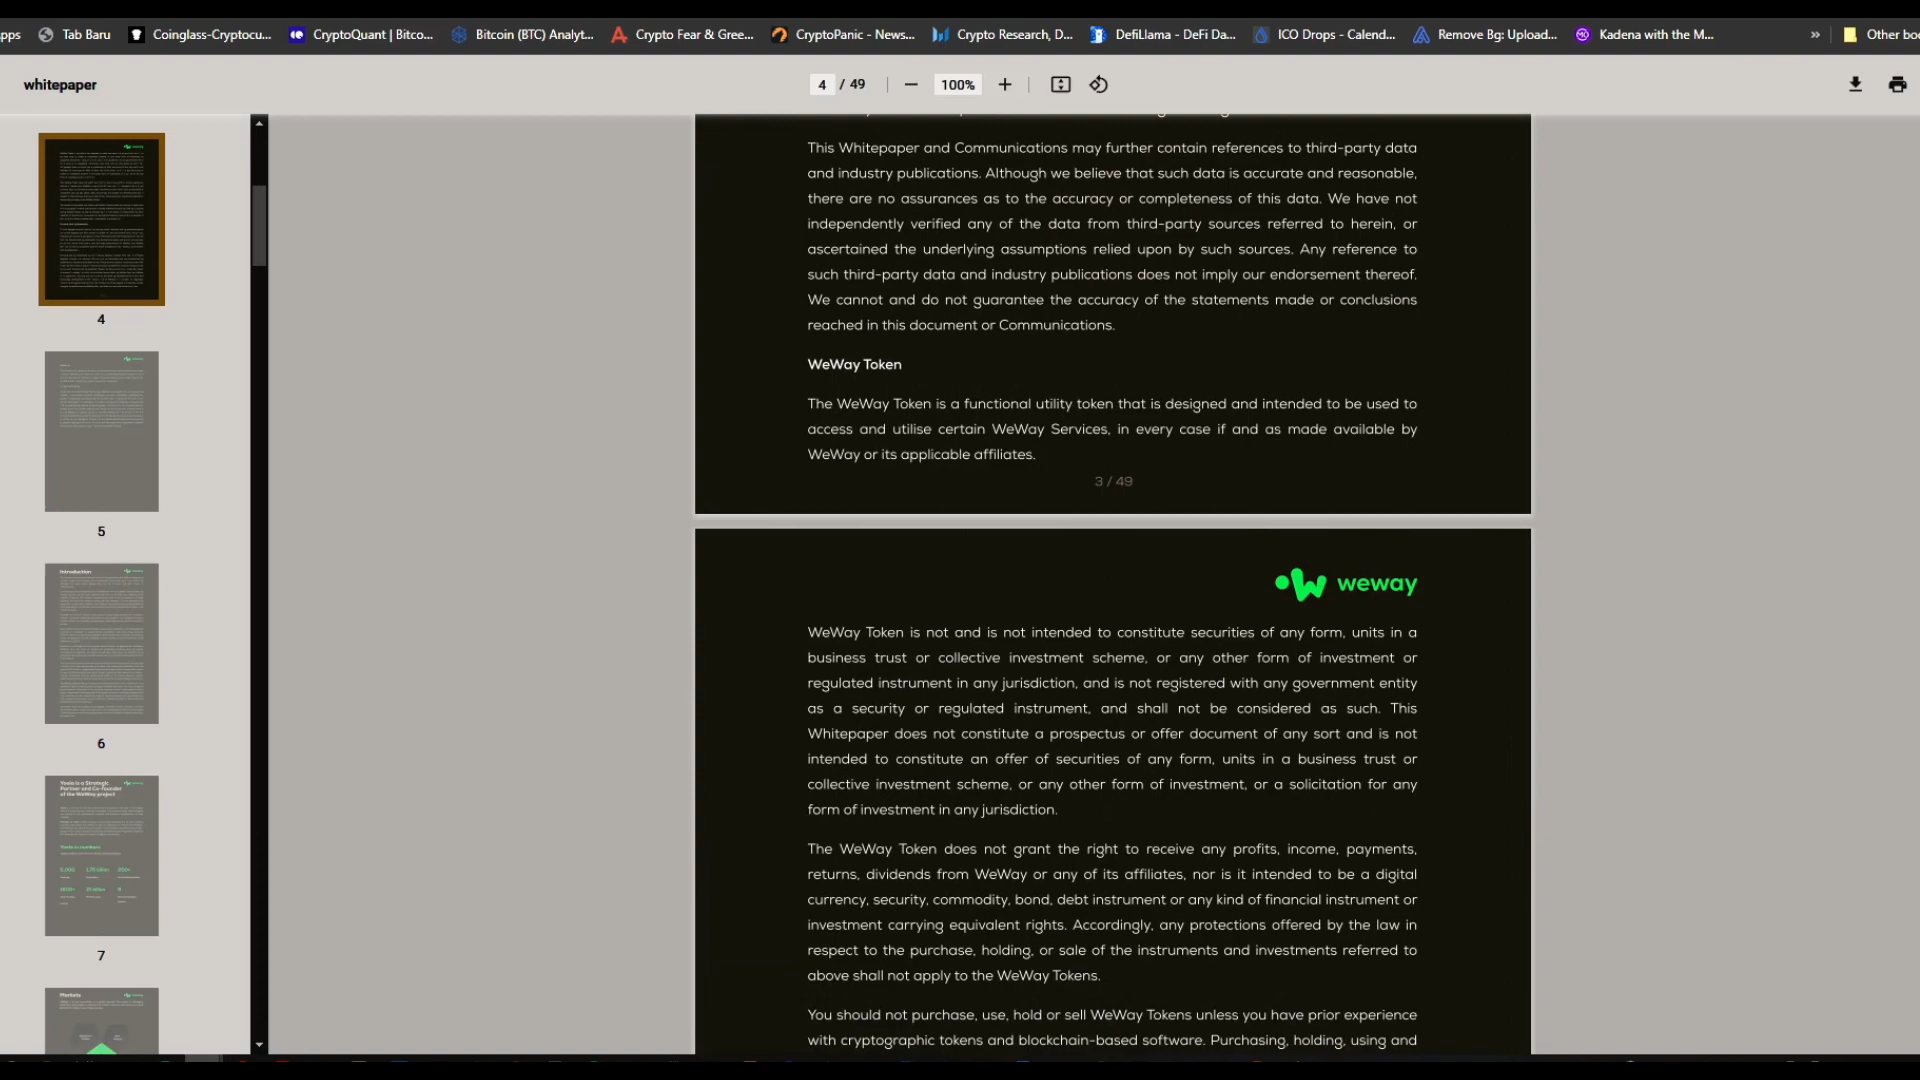 pps
Tab Baru
Coinglass-Cryptocu...
CryptoQuant | Bitco...
Bitcoin (BTC) Analyt...
Crypto Fear & Gree...
CryptoPanic - News...
Crypto Research, D...
DefiLlama - DeFi Da...
ICO Drops - Calend...
Remove Bg: Upload...
Kadena with the M...
»
Other boo
whitepaper
4 / 49
100%
This Whitepaper and Communications may further contain references to third-party data
and industry publications. Although we believe that such data is accurate and reasonable,
there are no assurances as to the accuracy or completeness of this data. We have not
independently verified any of the data from third-party sources referred to herein, or
ascertained the underlying assumptions relied upon by such sources. Any reference to
such third-party data and industry publications does not imply our endorsement thereof.
We cannot and do not guarantee the accuracy of the statements made or conclusions
reached in this document or Communications.
WeWay Token
The WeWay Token is a functional utility token that is designed and intended to be used to
access and utilise certain WeWay Services, in every case if and as made available by
WeWay or its applicable affiliates.
3 / 49
weway
WeWay Token is not and is not intended to constitute securities of any form, units in a
business trust or collective investment scheme, or any other form of investment or
regulated instrument in any jurisdiction, and is not registered with any government entity
as a security or regulated instrument, and shall not be considered as such. This
Whitepaper does not constitute a prospectus or offer document of any sort and is not
intended to constitute an offer of securities of any form, units in a business trust or
collective investment scheme, or any other form of investment, or a solicitation for any
form of investment in any jurisdiction.
The WeWay Token does not grant the right to receive any profits, income, payments,
returns, dividends from WeWay or any of its affiliates, nor is it intended to be a digital
currency, security, commodity, bond, debt instrument or any kind of financial instrument or
investment carrying equivalent rights. Accordingly, any protections offered by the law in
respect to the purchase, holding, or sale of the instruments and investments referred to
above shall not apply to the WeWay Tokens.
You should not purchase, use, hold or sell WeWay Tokens unless you have prior experience
with cryptographic tokens and blockchain-based software. Purchasing, holding, using and
4
5
Introduction
6
Yoola is a Strategic
Partner and Co-founder
of the WeWay project
Yoola in numbers
7
Markets